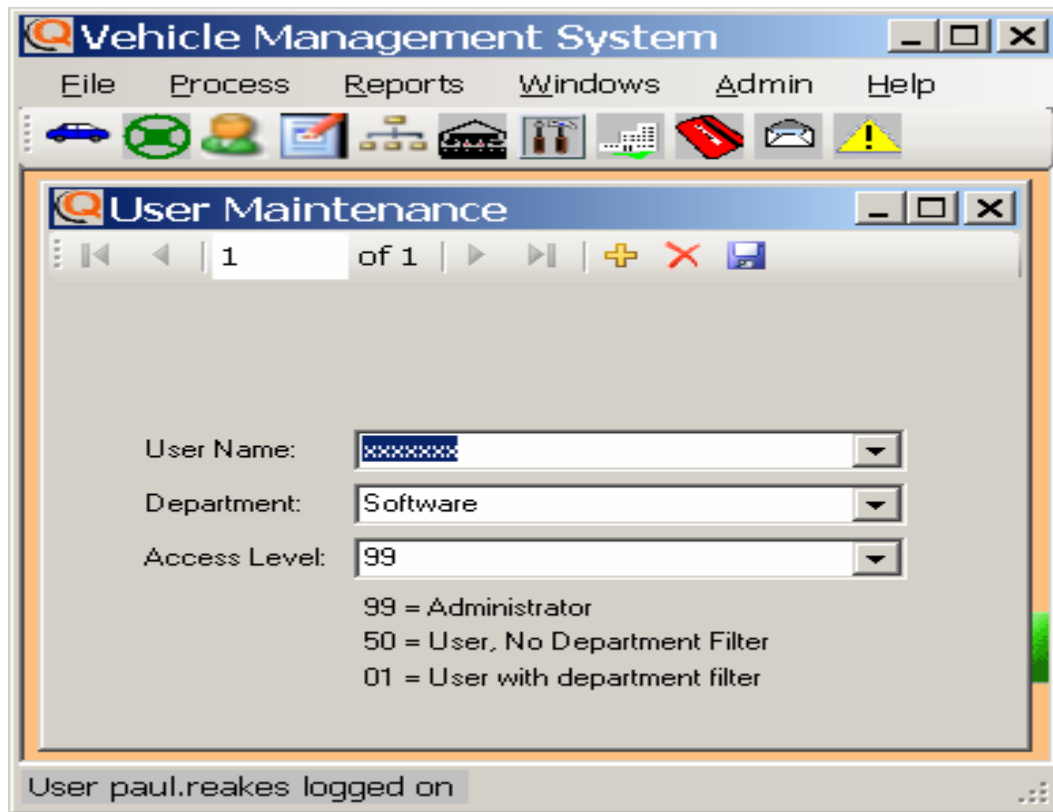 Vehicle Management System
File Process Reports Windows Admin Help
User Maintenance
1 of 1
User Name: xxxxxxx
Department: Software
Access Level: 99
99 = Administrator
50 = User, No Department Filter
01 = User with department filter
User paul.reakes logged on